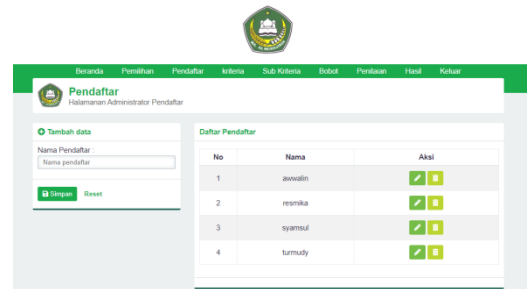 Beranda Pemilihan Pendaftar kriteria Sub Kriteria Bobot Penilaian Hasil Keluar
Pendaftar
Halamanan Administrator Pendaftar
Tambah data
Nama Pendaftar :
Nama pendaftar
Simpan Reset
Daftar Pendaftar
No Nama Aksi
1 awwalin
2 resmika
3 syamsul
4 turmudy